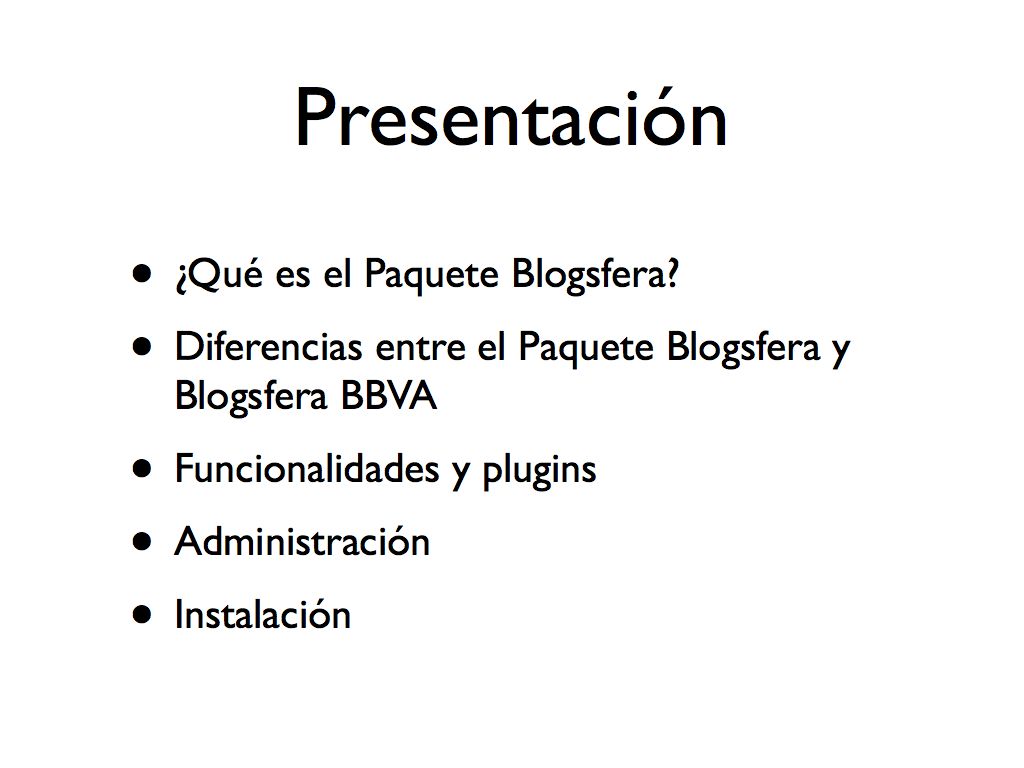 Presentación
• ¿Qué es el Paquete Blogsfera?
• Diferencias entre el Paquete Blogsfera y
Blogsfera BBVA
• Funcionalidades y plugins
• Administración
• Instalación